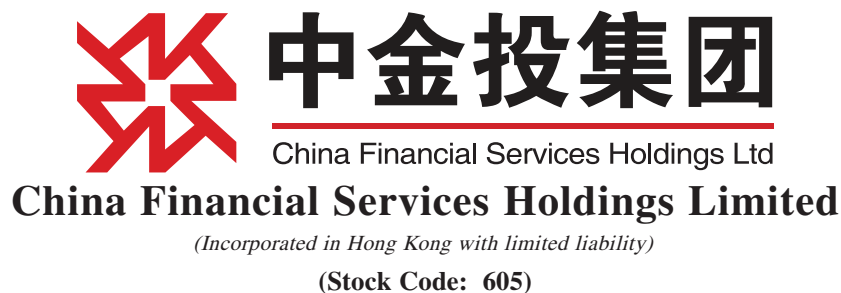 中金投集团
China Financial Services Holdings Ltd
China Financial Services Holdings Limited
(Incorporated in Hong Kong with limited liability)
(Stock Code: 605)